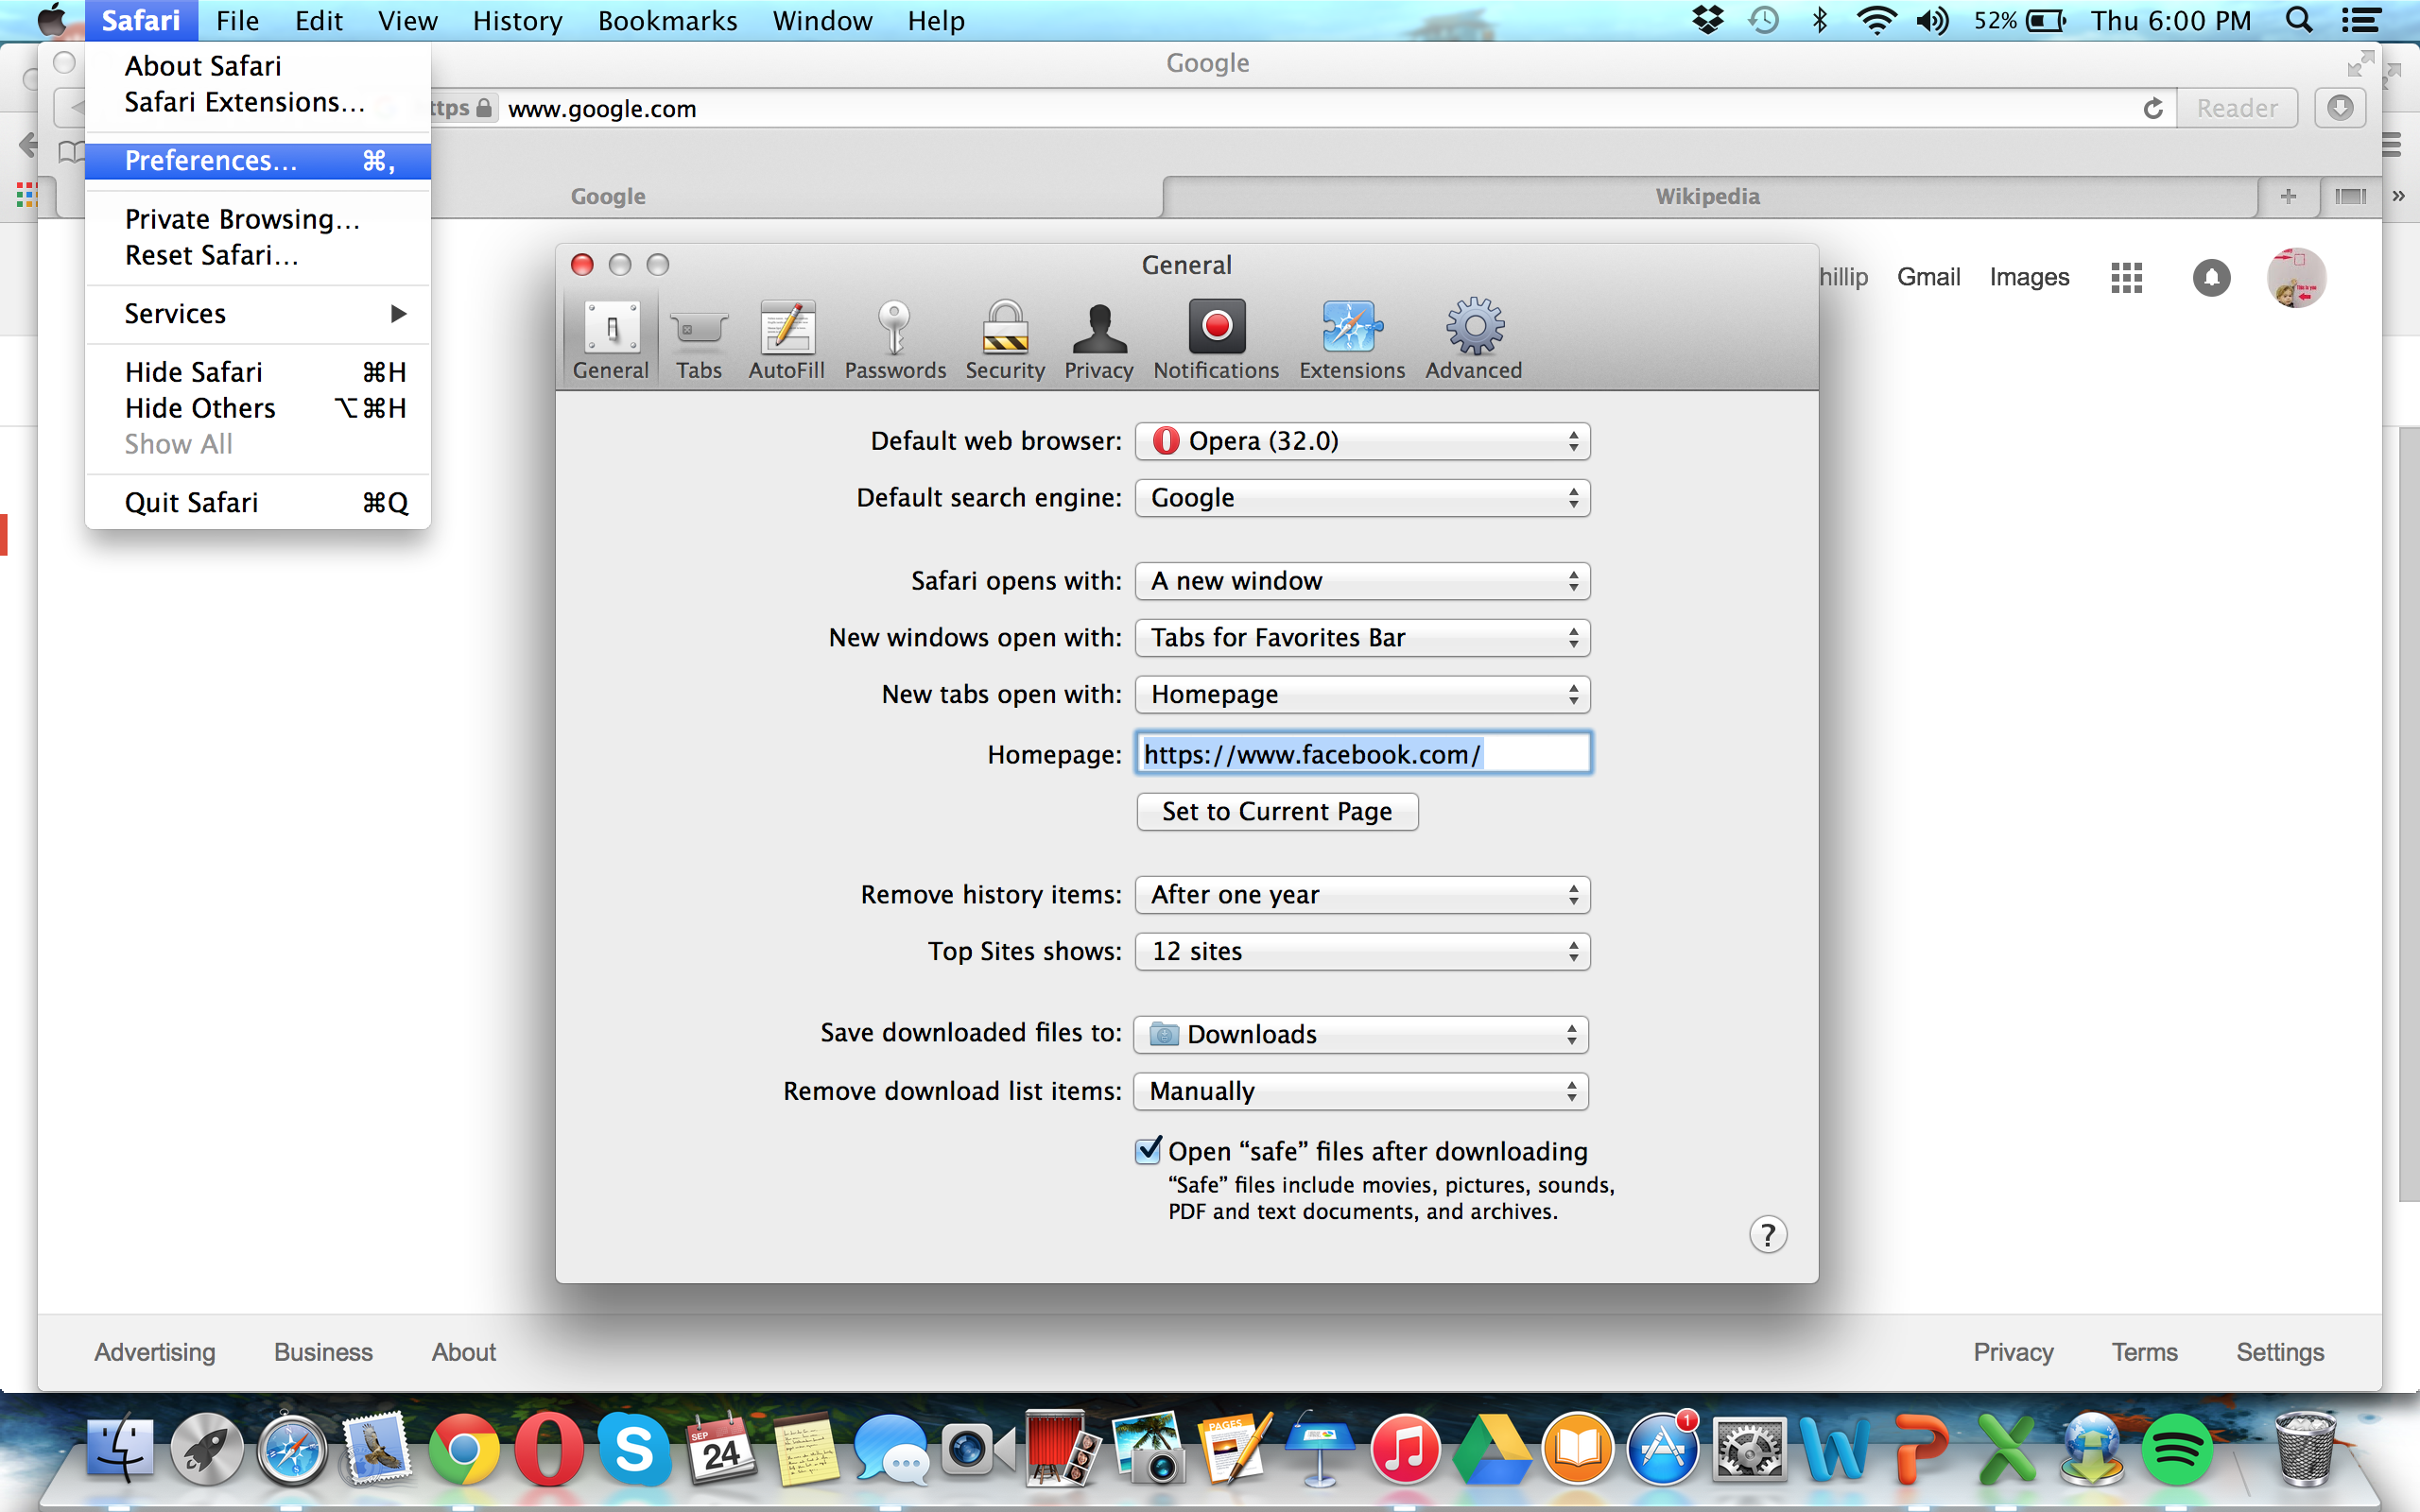 Safari File Edit View History Bookmarks Window Help 52% Thu 6:00 PM
About Safari
Safari Extensions...
Preferences... ⌘,
Private Browsing...
Reset Safari...
Services ▶
Hide Safari ⌘H
Hide Others ⌥⌘H
Show All
Quit Safari ⌘Q
Google
www.google.com Reader
Google Wikipedia + »
Gmail Images
General
General Tabs AutoFill Passwords Security Privacy Notifications Extensions Advanced
Default web browser: Opera (32.0)
Default search engine: Google
Safari opens with: A new window
New windows open with: Tabs for Favorites Bar
New tabs open with: Homepage
Homepage: https://www.facebook.com/
Set to Current Page
Remove history items: After one year
Top Sites shows: 12 sites
Save downloaded files to: Downloads
Remove download list items: Manually
Open “safe” files after downloading
“Safe” files include movies, pictures, sounds,
PDF and text documents, and archives.
?
Advertising Business About Privacy Terms Settings
SEP
24
PAGES
1